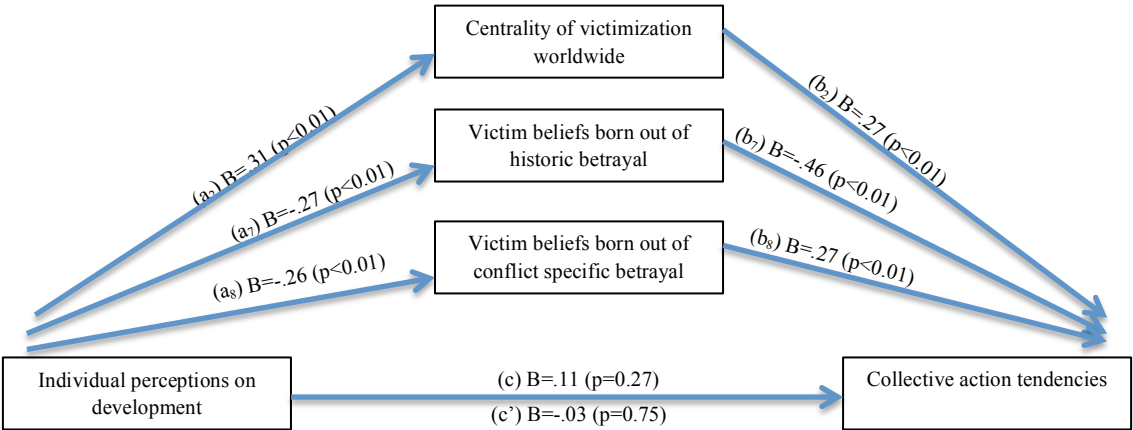 Centrality of victimization
worldwide
(a₂) B=.31 (p<0.01)
(b₂) B=.27 (p<0.01)
Victim beliefs born out of
historic betrayal
(a₇) B=-.27 (p<0.01)
(b₇) B=-.46 (p<0.01)
Victim beliefs born out of
conflict specific betrayal
(a₈) B=-.26 (p<0.01)
(b₈) B=.27 (p<0.01)
Individual perceptions on
development
(c) B=.11 (p=0.27)
(c’) B=-.03 (p=0.75)
Collective action tendencies